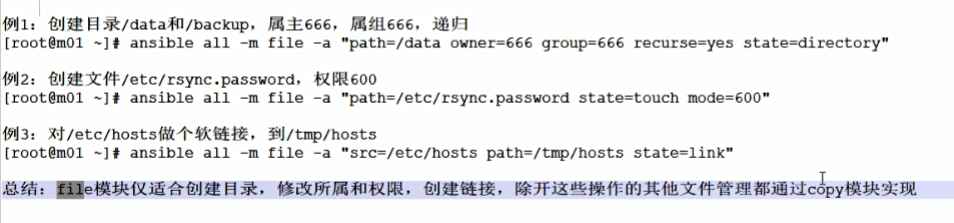 例1：创建目录/data和/backup，属主666，属组666，递归
[root@m01 ~]# ansible all -m file -a "path=/data owner=666 group=666 recurse=yes state=directory"
例2：创建文件/etc/rsync.password，权限600
[root@m01 ~]# ansible all -m file -a "path=/etc/rsync.password state=touch mode=600"
例3：对/etc/hosts做个软链接，到/tmp/hosts
[root@m01 ~]# ansible all -m file -a "src=/etc/hosts path=/tmp/hosts state=link"
总结：file模块仅适合创建目录，修改所属和权限，创建链接，除开这些操作的其他文件管理都通过copy模块实现